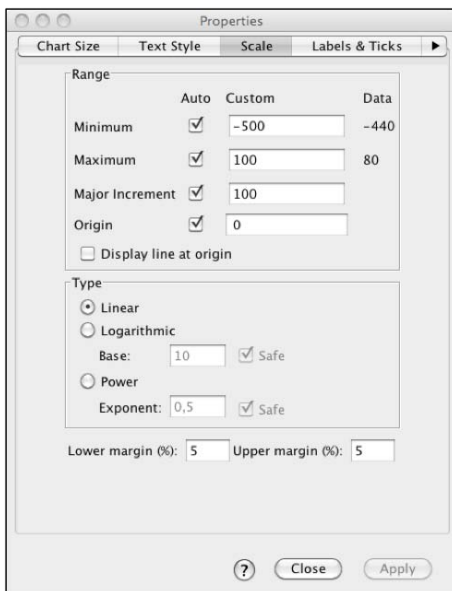 Properties
Chart Size Text Style Scale Labels & Ticks
Range
Auto Custom Data
Minimum -500 -440
Maximum 100 80
Major Increment 100
Origin 0
Display line at origin
Type
Linear
Logarithmic
Base: 10 Safe
Power
Exponent: 0,5 Safe
Lower margin (%): 5 Upper margin (%): 5
? Close Apply